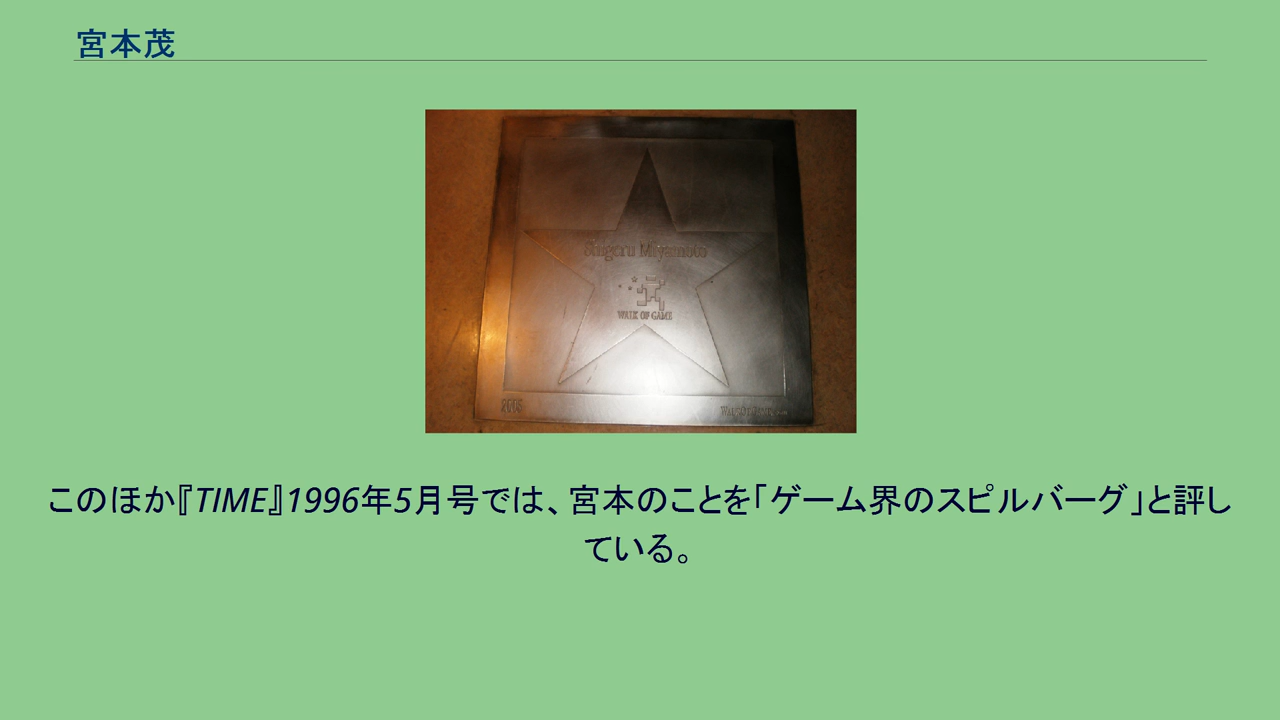 宮本茂
Shigeru Miyamoto
WALK OF GAME
このほか『TIME』1996年5月号では、宮本のことを「ゲーム界のスピルバーグ」と評し
ている。